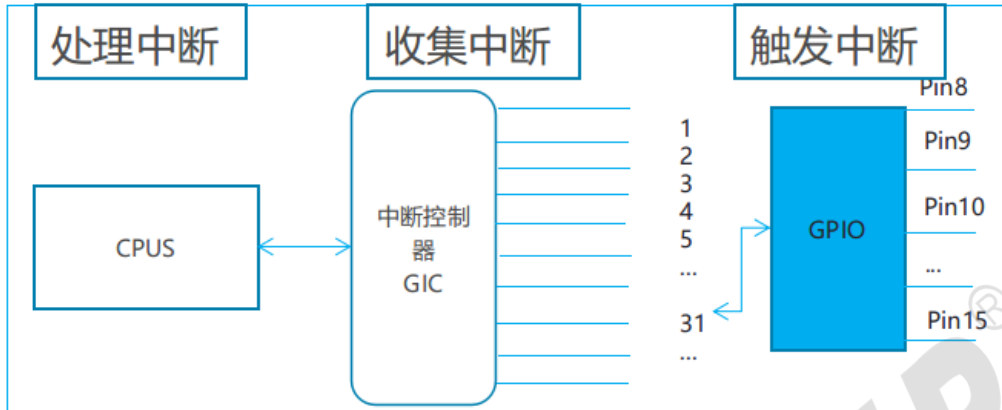 处理中断
收集中断
触发中断
CPUS
中断控制
器
GIC
1
2
3
4
5
...
31
...
GPIO
Pin8
Pin9
Pin10
...
Pin15
®